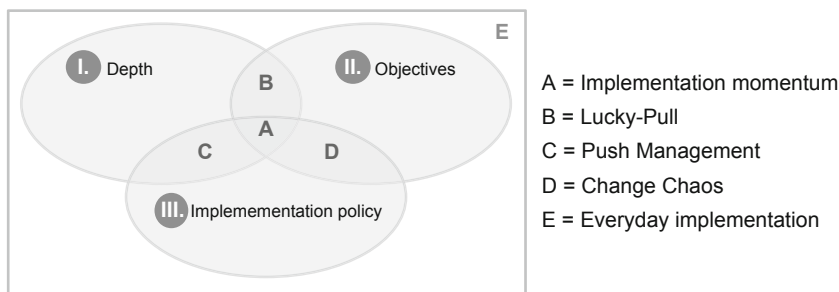 E
I. Depth
II. Objectives
B
A
C
D
III. Implemementation policy
A = Implementation momentum
B = Lucky-Pull
C = Push Management
D = Change Chaos
E = Everyday implementation